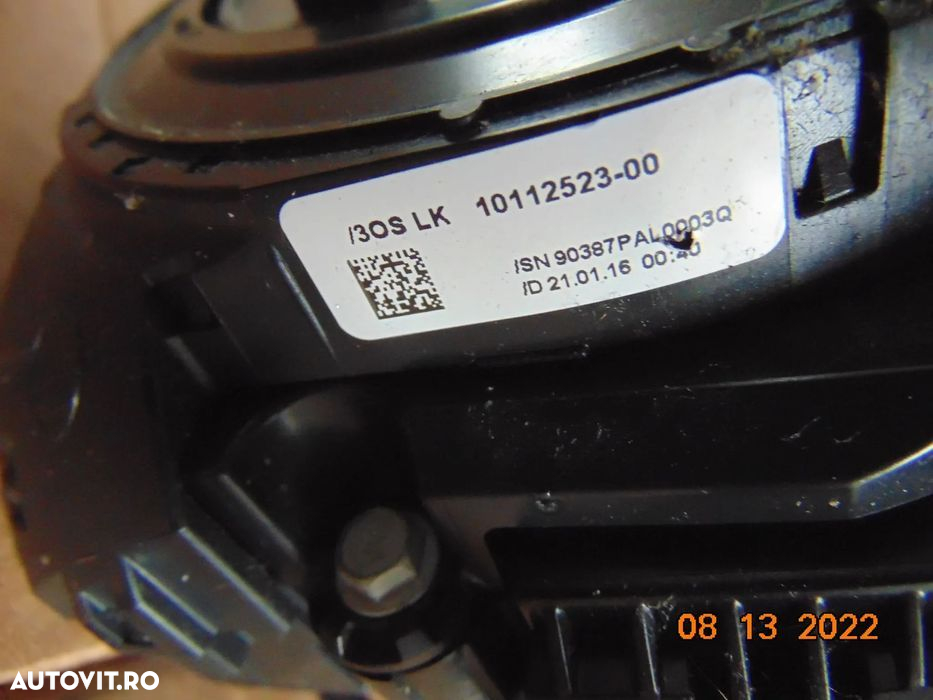 /3OS LK 10112523-00
/SN 90387PAL0003Q
/D 21.01.16 00:40
08 13 2022
AUTOVIT.RO